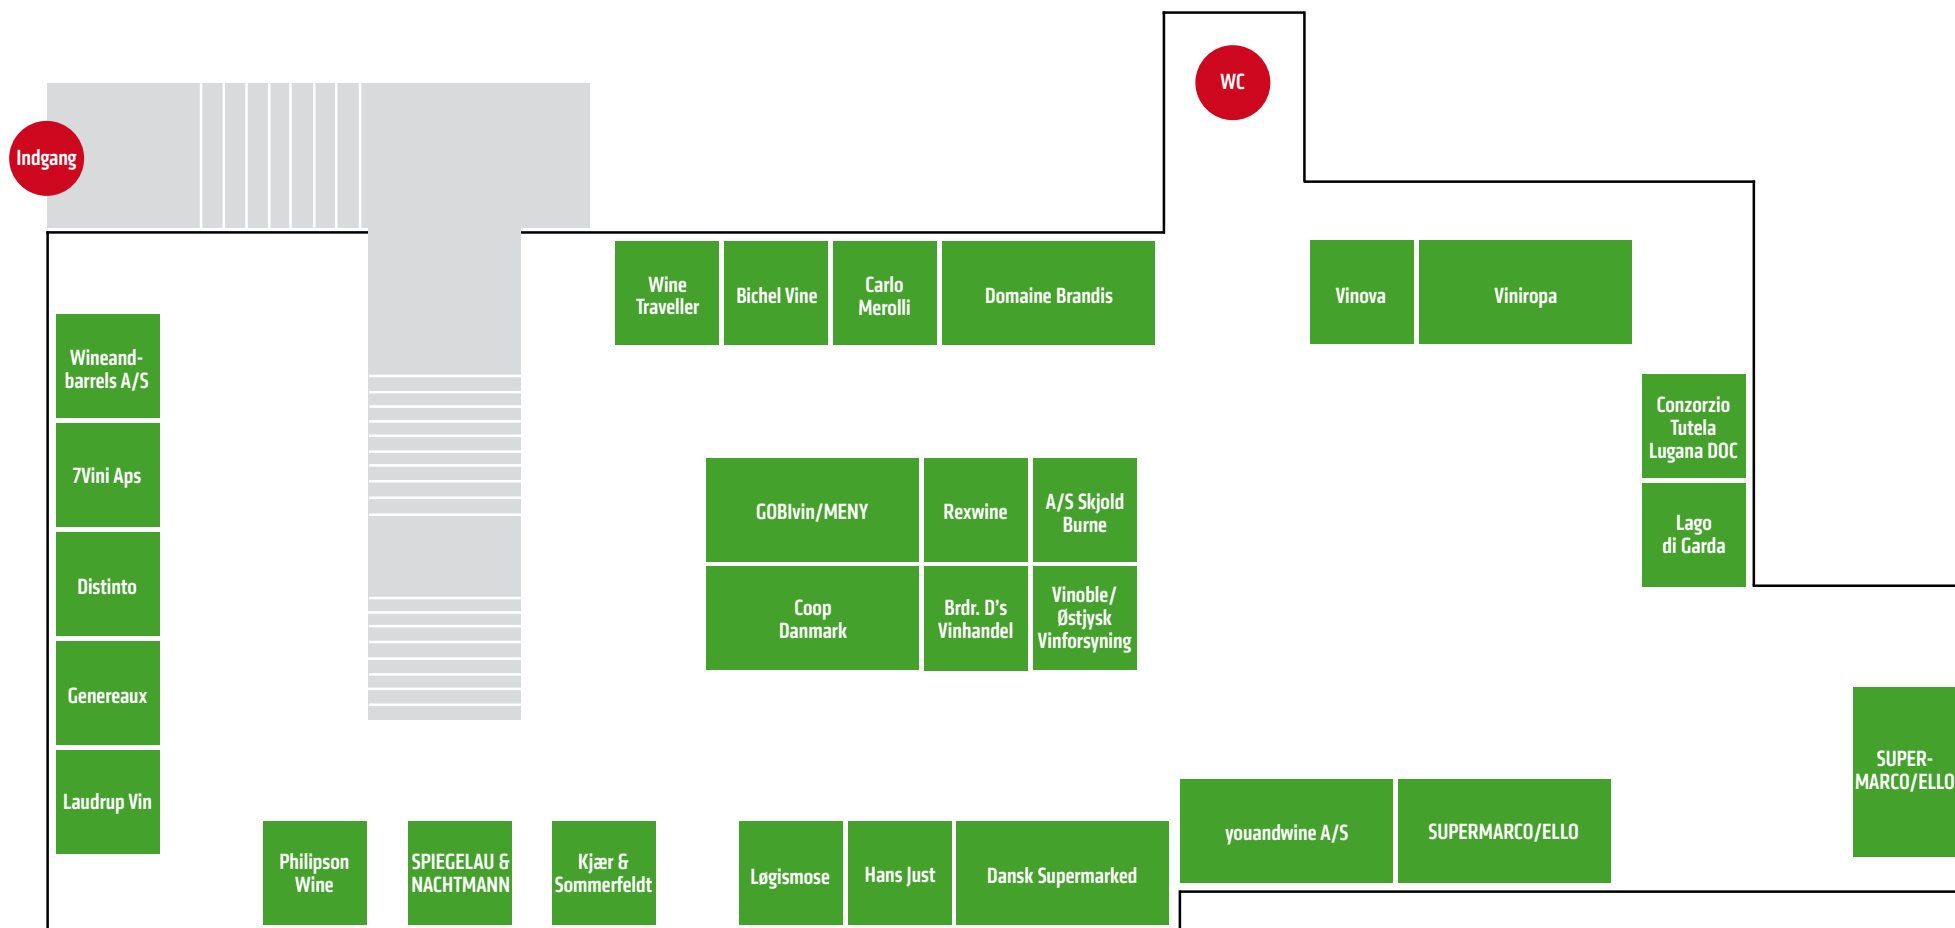 WC
Indgang
Wine
Traveller
Bichel Vine
Carlo
Merolli
Domaine Brandis
Vinova
Viniropa
Wineand-
barrels A/S
7Vini Aps
Distinto
Genereaux
Laudrup Vin
Conzorzio
Tutela
Lugana DOC
Lago
di Garda
GOBIvin/MENY
Rexwine
A/S Skjold
Burne
Coop
Danmark
Brdr. D's
Vinhandel
Vinoble/
Østjysk
Vinforsyning
SUPER-
MARCO/ELLO
youandwine A/S
SUPERMARCO/ELLO
Philipson
Wine
SPIEGELAU &
NACHTMANN
Kjær &
Sommerfeldt
Løgismose
Hans Just
Dansk Supermarked